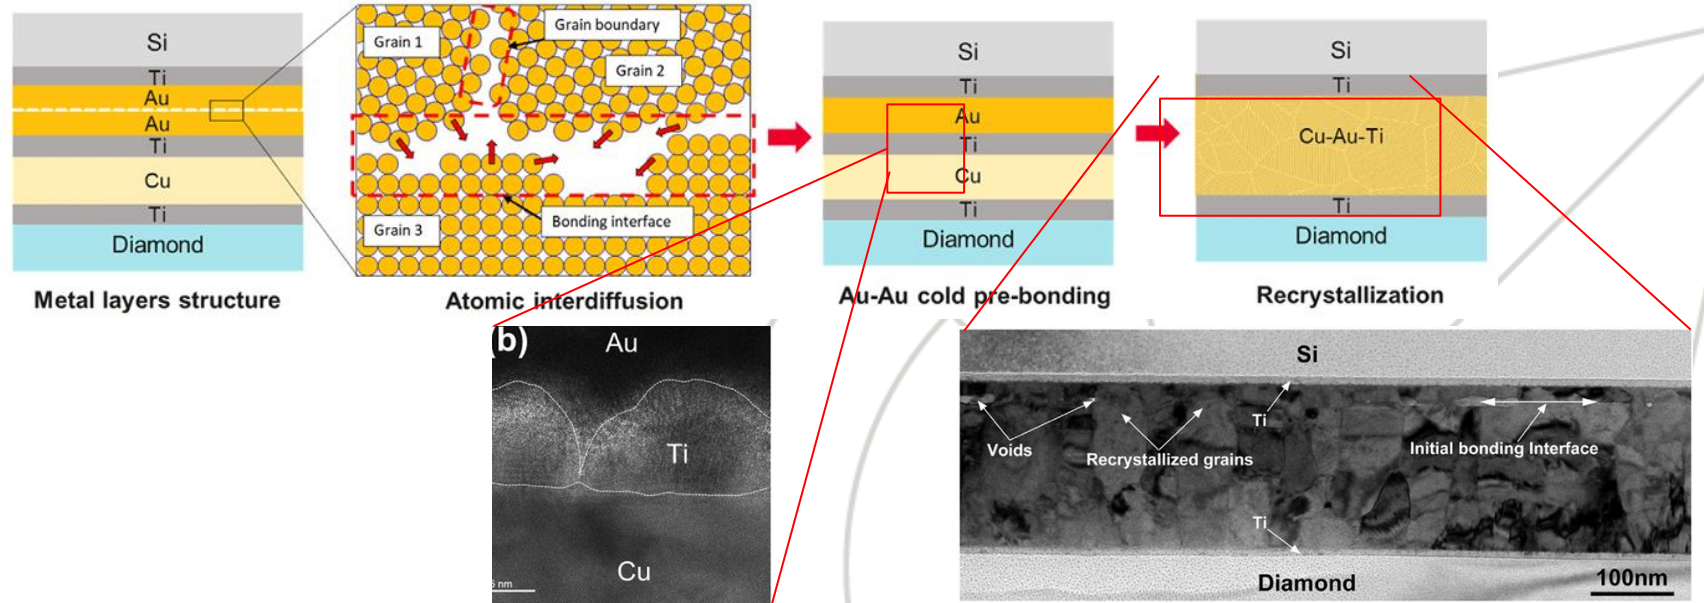 Si
Ti
Au
Au
Ti
Cu
Ti
Diamond
Metal layers structure
Grain 1
Grain boundary
Grain 2
Bonding interface
Grain 3
Atomic interdiffusion
Si
Ti
Au
Ti
Cu
Ti
Diamond
Au-Au cold pre-bonding
Si
Ti
Cu-Au-Ti
Ti
Diamond
Recrystallization
(b)
Au
Ti
Cu
nm
Si
Ti
Voids
Recrystallized grains
Initial bonding Interface
Ti
Diamond
100nm